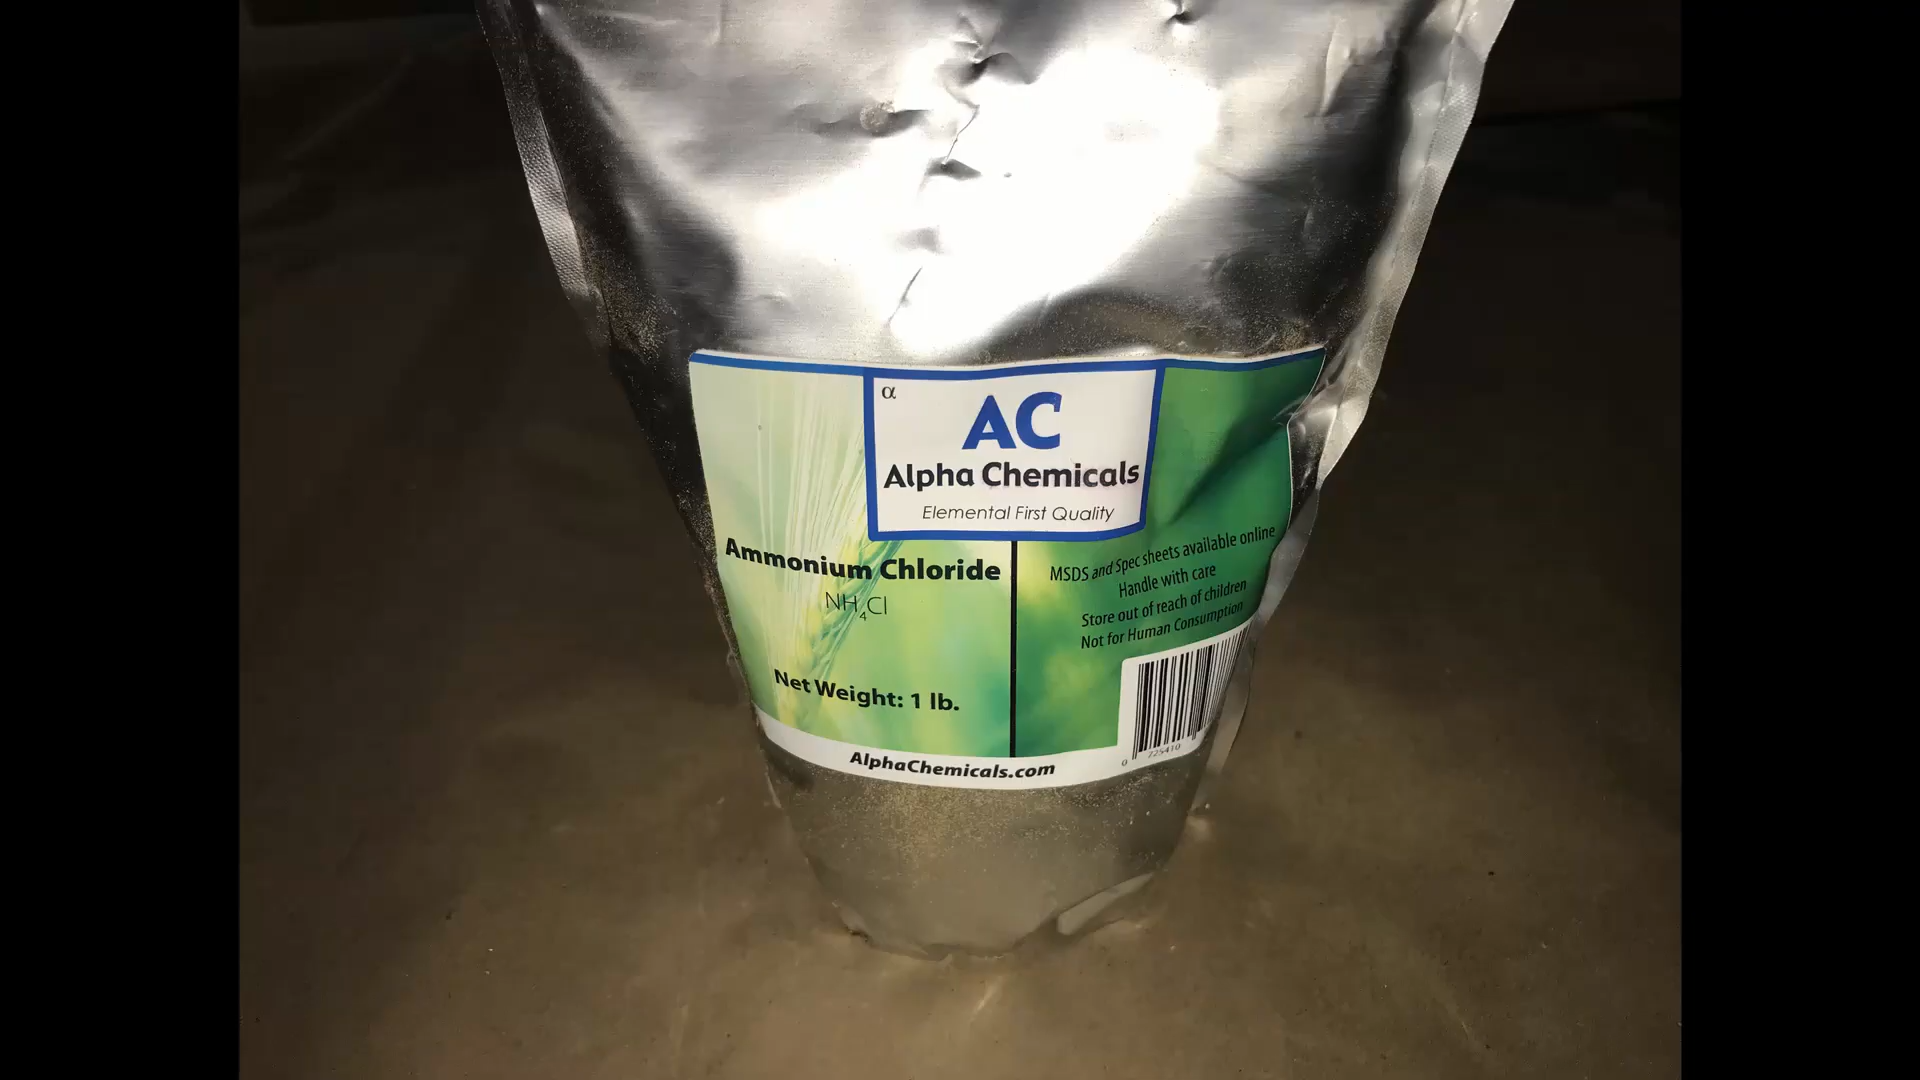 α
AC
Alpha Chemicals
Elemental First Quality
Ammonium Chloride
NH4Cl
Net Weight: 1 lb.
MSDS and Spec sheets available online
Handle with care
Store out of reach of children
Not for Human Consumption
0 725410
AlphaChemicals.com